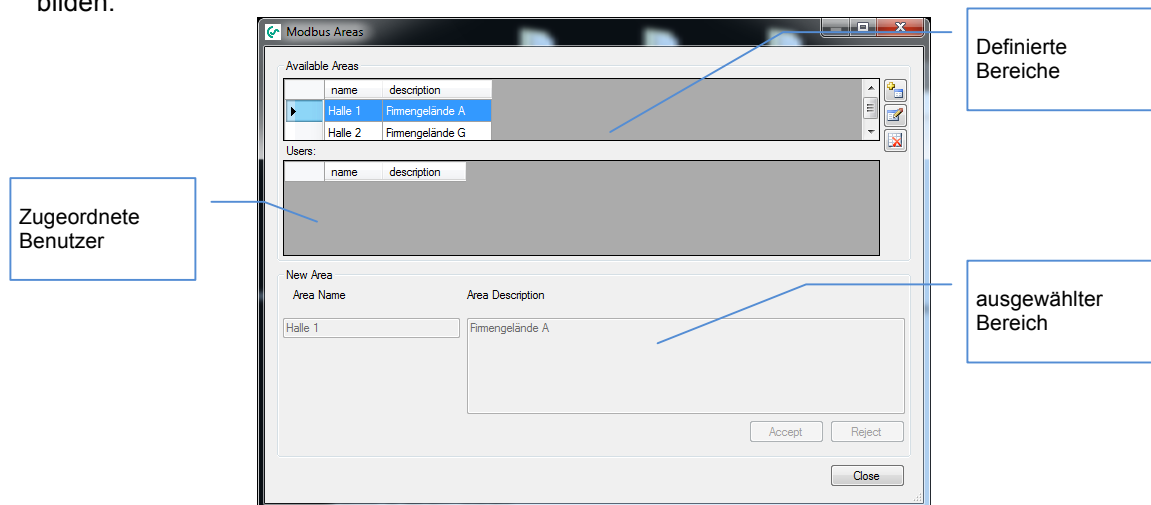 bilden.
Modbus Areas
Definierte
Bereiche
Available Areas
name description
Halle 1 Firmengelände A
Halle 2 Firmengelände G
Users:
name description
Zugeordnete
Benutzer
New Area
Area Name Area Description
Halle 1 Firmengelände A
ausgewählter
Bereich
Accept Reject
Close